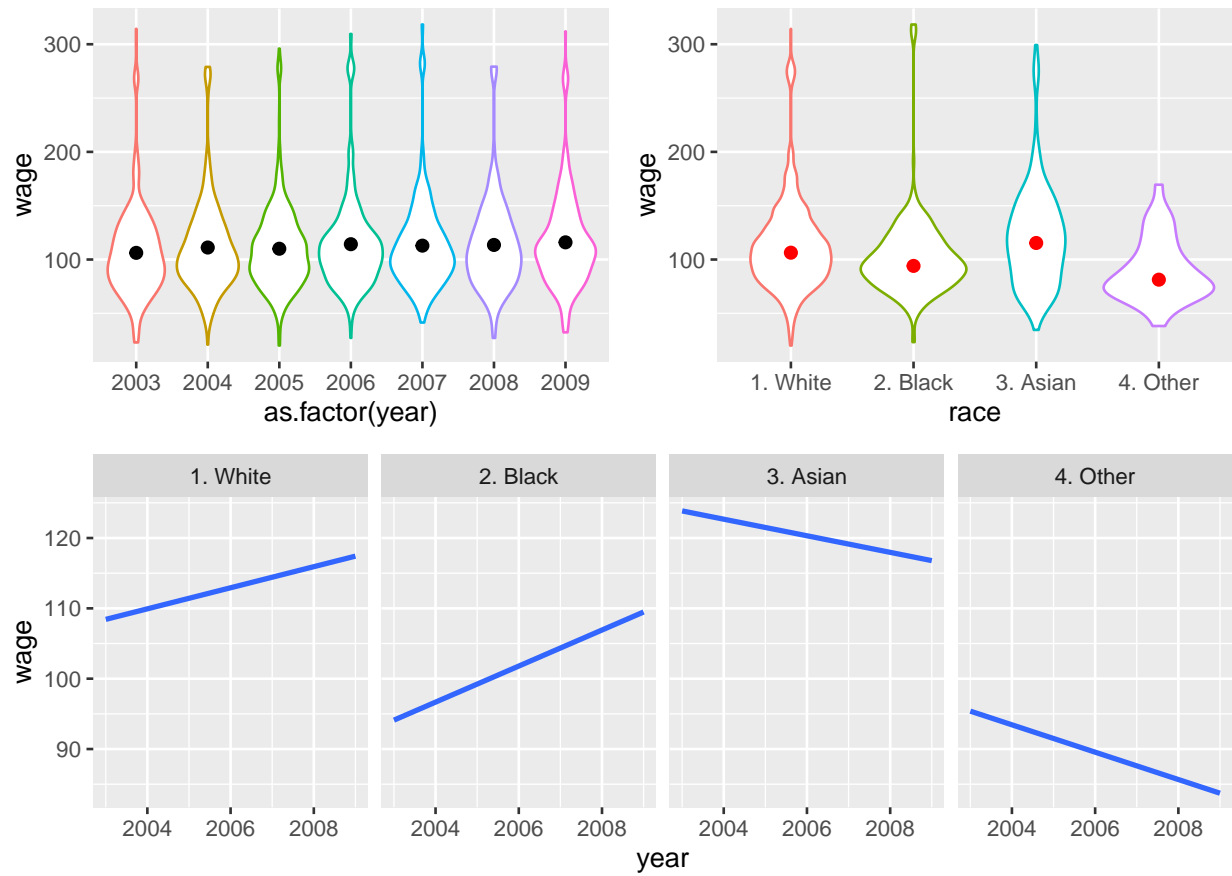 wage
300
200
100
2003 2004 2005 2006 2007 2008 2009
as.factor(year)
wage
300
200
100
1. White 2. Black 3. Asian 4. Other
race
1. White 2. Black 3. Asian 4. Other
wage
120
110
100
90
2004 2006 2008 2004 2006 2008 2004 2006 2008 2004 2006 2008
year